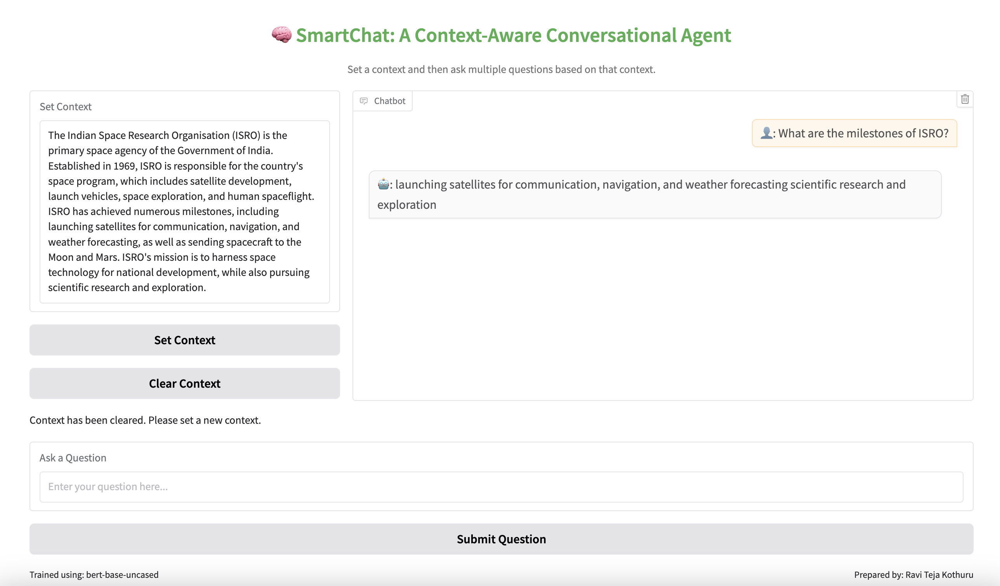 🧠 SmartChat: A Context-Aware Conversational Agent
Set a context and then ask multiple questions based on that context.
Set Context
The Indian Space Research Organisation (ISRO) is the
primary space agency of the Government of India.
Established in 1969, ISRO is responsible for the country's
space program, which includes satellite development,
launch vehicles, space exploration, and human spaceflight.
ISRO has achieved numerous milestones, including
launching satellites for communication, navigation, and
weather forecasting, as well as sending spacecraft to the
Moon and Mars. ISRO's mission is to harness space
technology for national development, while also pursuing
scientific research and exploration.
Set Context
Clear Context
Context has been cleared. Please set a new context.
Chatbot
👤: What are the milestones of ISRO?
🤖: launching satellites for communication, navigation, and weather forecasting scientific research and
exploration
Ask a Question
Enter your question here...
Submit Question
Trained using: bert-base-uncased
Prepared by: Ravi Teja Kothuru